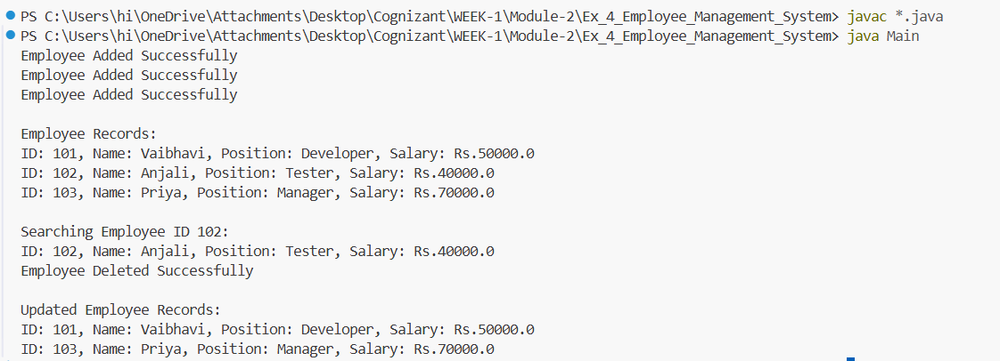 PS C:\Users\hi\OneDrive\Attachments\Desktop\Cognizant\WEEK-1\Module-2\Ex_4_Employee_Management_System> javac *.java
PS C:\Users\hi\OneDrive\Attachments\Desktop\Cognizant\WEEK-1\Module-2\Ex_4_Employee_Management_System> java Main
Employee Added Successfully
Employee Added Successfully
Employee Added Successfully
Employee Records:
ID: 101, Name: Vaibhavi, Position: Developer, Salary: Rs.50000.0
ID: 102, Name: Anjali, Position: Tester, Salary: Rs.40000.0
ID: 103, Name: Priya, Position: Manager, Salary: Rs.70000.0
Searching Employee ID 102:
ID: 102, Name: Anjali, Position: Tester, Salary: Rs.40000.0
Employee Deleted Successfully
Updated Employee Records:
ID: 101, Name: Vaibhavi, Position: Developer, Salary: Rs.50000.0
ID: 103, Name: Priya, Position: Manager, Salary: Rs.70000.0